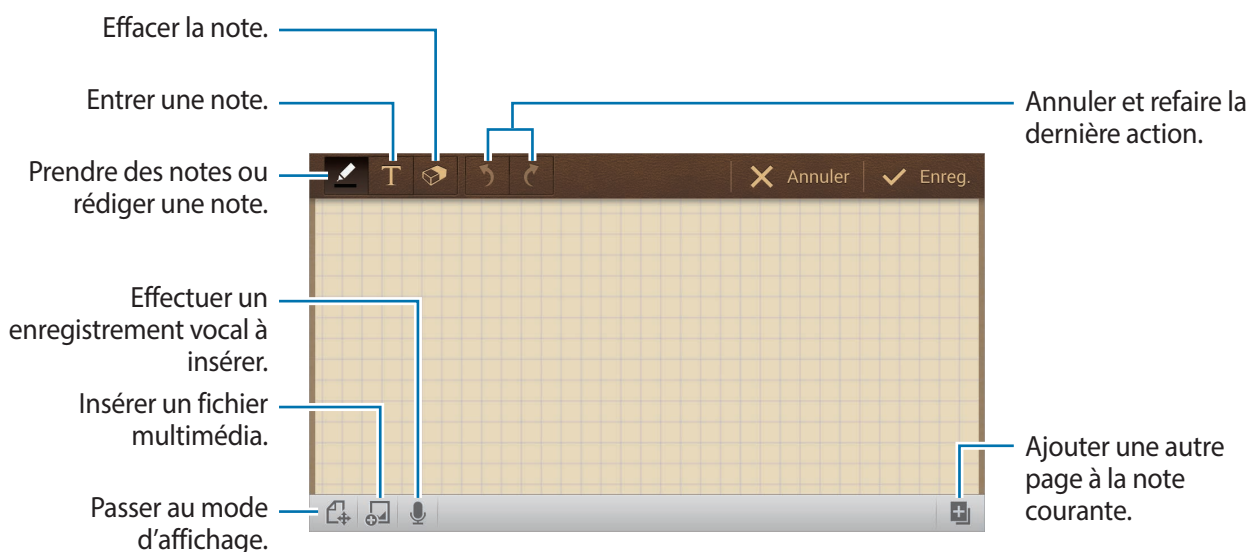 Effacer la note.
Entrer une note.
Prendre des notes ou
rédiger une note.
Effectuer un
enregistrement vocal à
insérer.
Insérer un fichier
multimédia.
Passer au mode
d'affichage.
Annuler et refaire la
dernière action.
T
Annuler
Enreg.
Ajouter une autre
page à la note
courante.